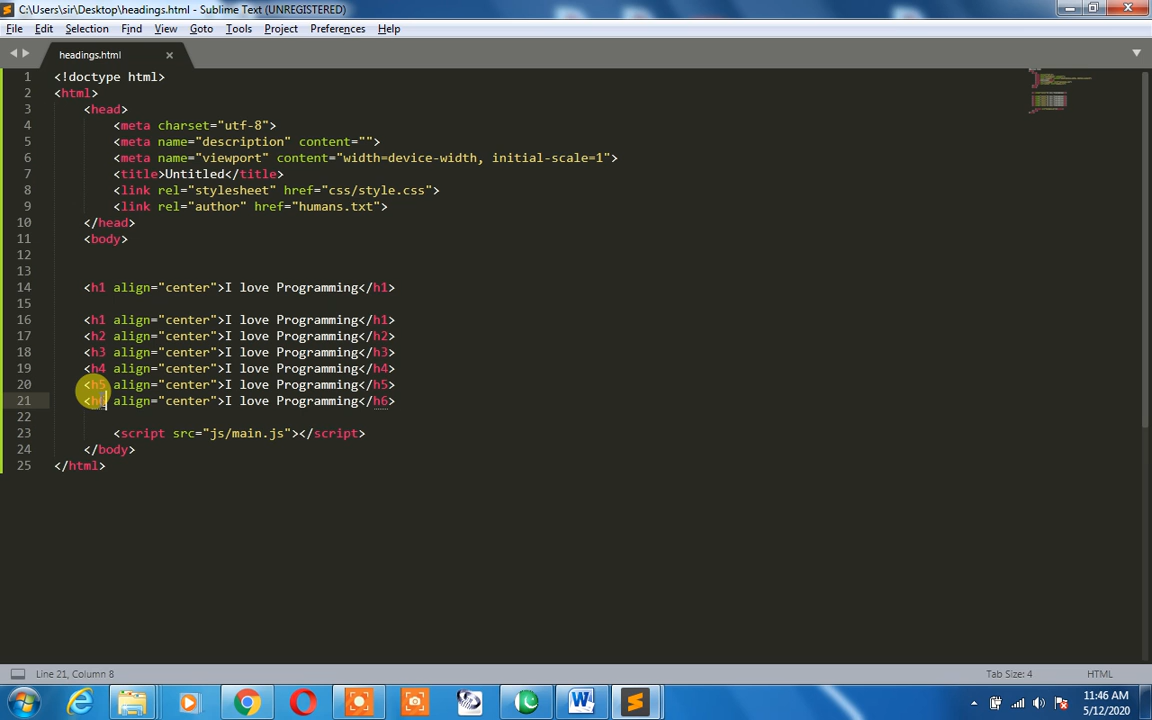 C:\Users\sir\Desktop\headings.html - Sublime Text (UNREGISTERED)
File Edit Selection Find View Goto Tools Project Preferences Help
headings.html
1 <!doctype html>
2 <html>
3 <head>
4 <meta charset="utf-8">
5 <meta name="description" content="">
6 <meta name="viewport" content="width=device-width, initial-scale=1">
7 <title>Untitled</title>
8 <link rel="stylesheet" href="css/style.css">
9 <link rel="author" href="humans.txt">
10 </head>
11 <body>
12
13
14 <h1 align="center">I love Programming</h1>
15
16 <h1 align="center">I love Programming</h1>
17 <h2 align="center">I love Programming</h2>
18 <h3 align="center">I love Programming</h3>
19 <h4 align="center">I love Programming</h4>
20 <h5 align="center">I love Programming</h5>
21 <h6 align="center">I love Programming</h6>
22
23 <script src="js/main.js"></script>
24 </body>
25 </html>
Line 21, Column 8 Tab Size: 4 HTML
11:46 AM
5/12/2020